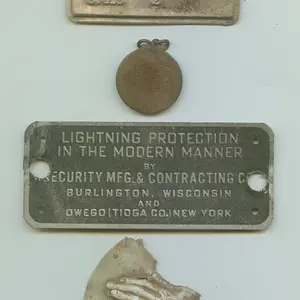 LIGHTNING PROTECTION
IN THE MODERN MANNER
BY
SECURITY MFG. & CONTRACTING CO
BURLINGTON, WISCONSIN
AND
OWEGO (TIOGA CO.) NEW YORK